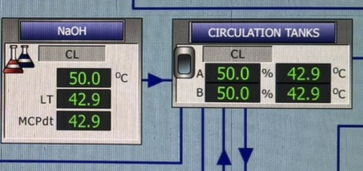 NaOH
CL
50.0 °C
LT 42.9
MCPdt 42.9
CIRCULATION TANKS
CL
A 50.0 % 42.9 °C
B 50.0 % 42.9 °C